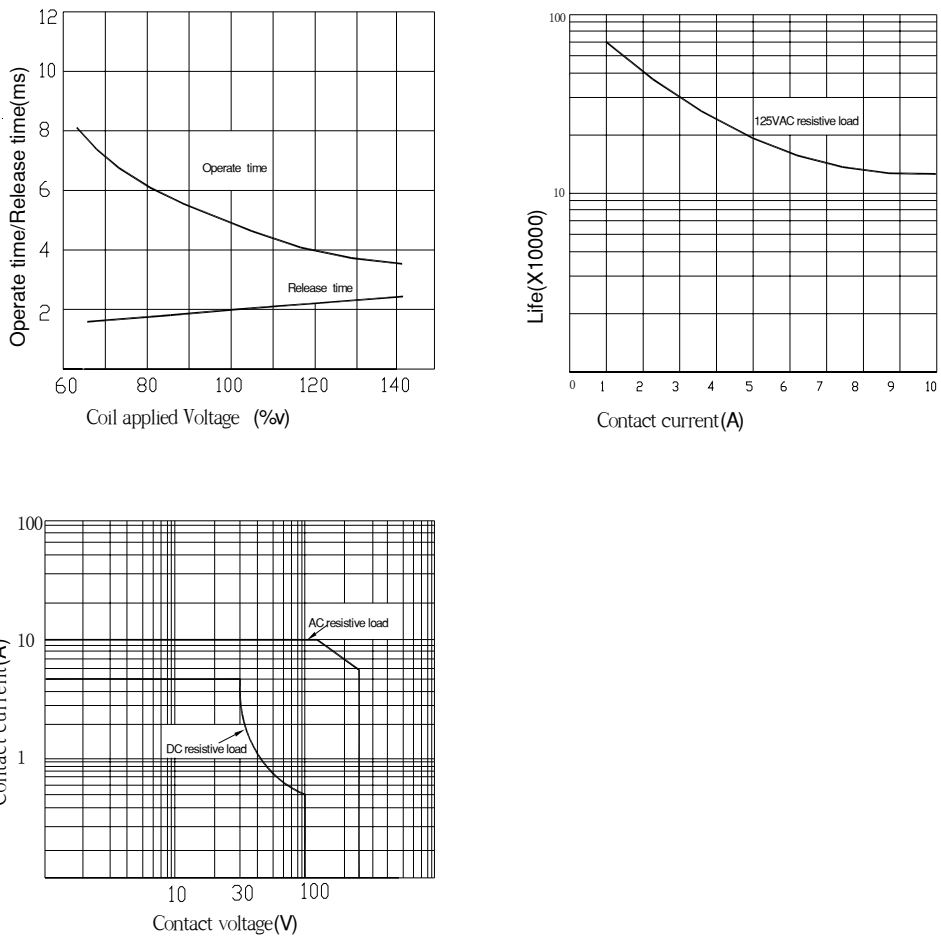 12
10
8
6
4
2
Operate time/Release time(ms)
Operate time
Release time
60 80 100 120 140
Coil applied Voltage (%v)
100
10
Life(X10000)
125VAC resistive load
0 1 2 3 4 5 6 7 8 9 10
Contact current(A)
100
10
1
Contact current(A)
AC resistive load
DC resistive load
10 30 100
Contact voltage(V)